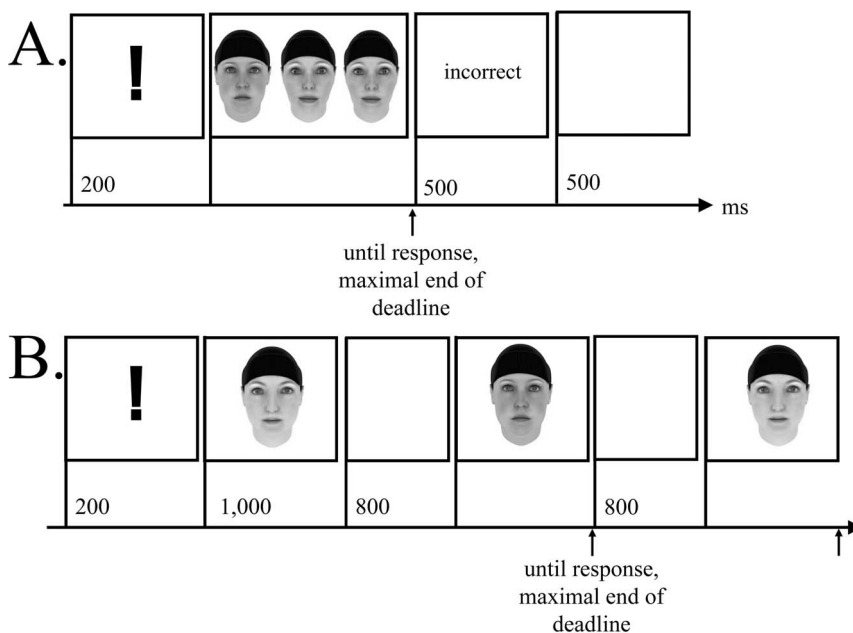 A.
!
incorrect
200
500
500
ms
until response,
maximal end of
deadline
B.
!
200
1,000
800
800
until response,
maximal end of
deadline